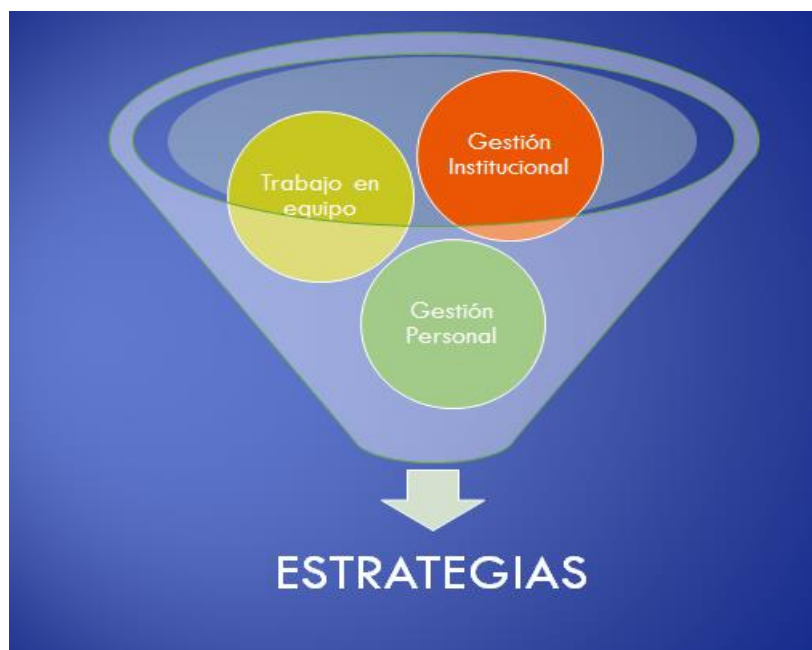 Gestión
Institucional
Trabajo en
equipo
Gestión
Personal
ESTRATEGIAS